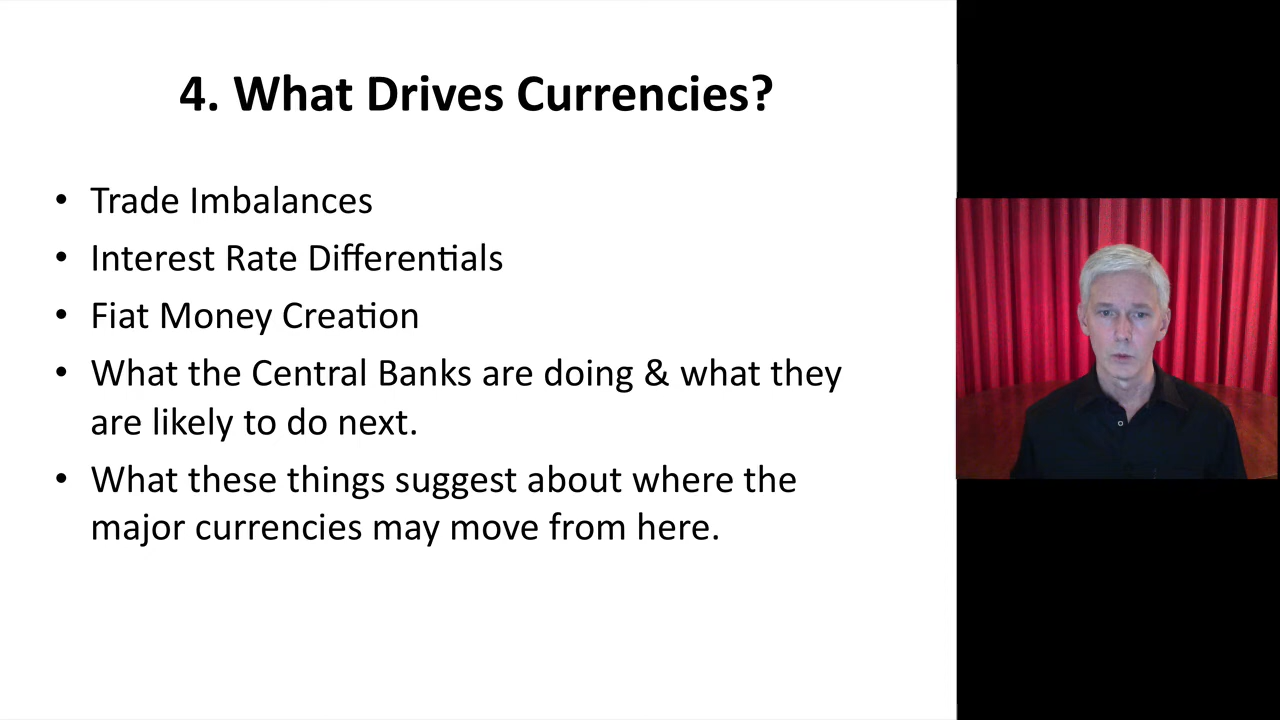 4. What Drives Currencies?
• Trade Imbalances
• Interest Rate Differentials
• Fiat Money Creation
• What the Central Banks are doing & what they
are likely to do next.
• What these things suggest about where the
major currencies may move from here.